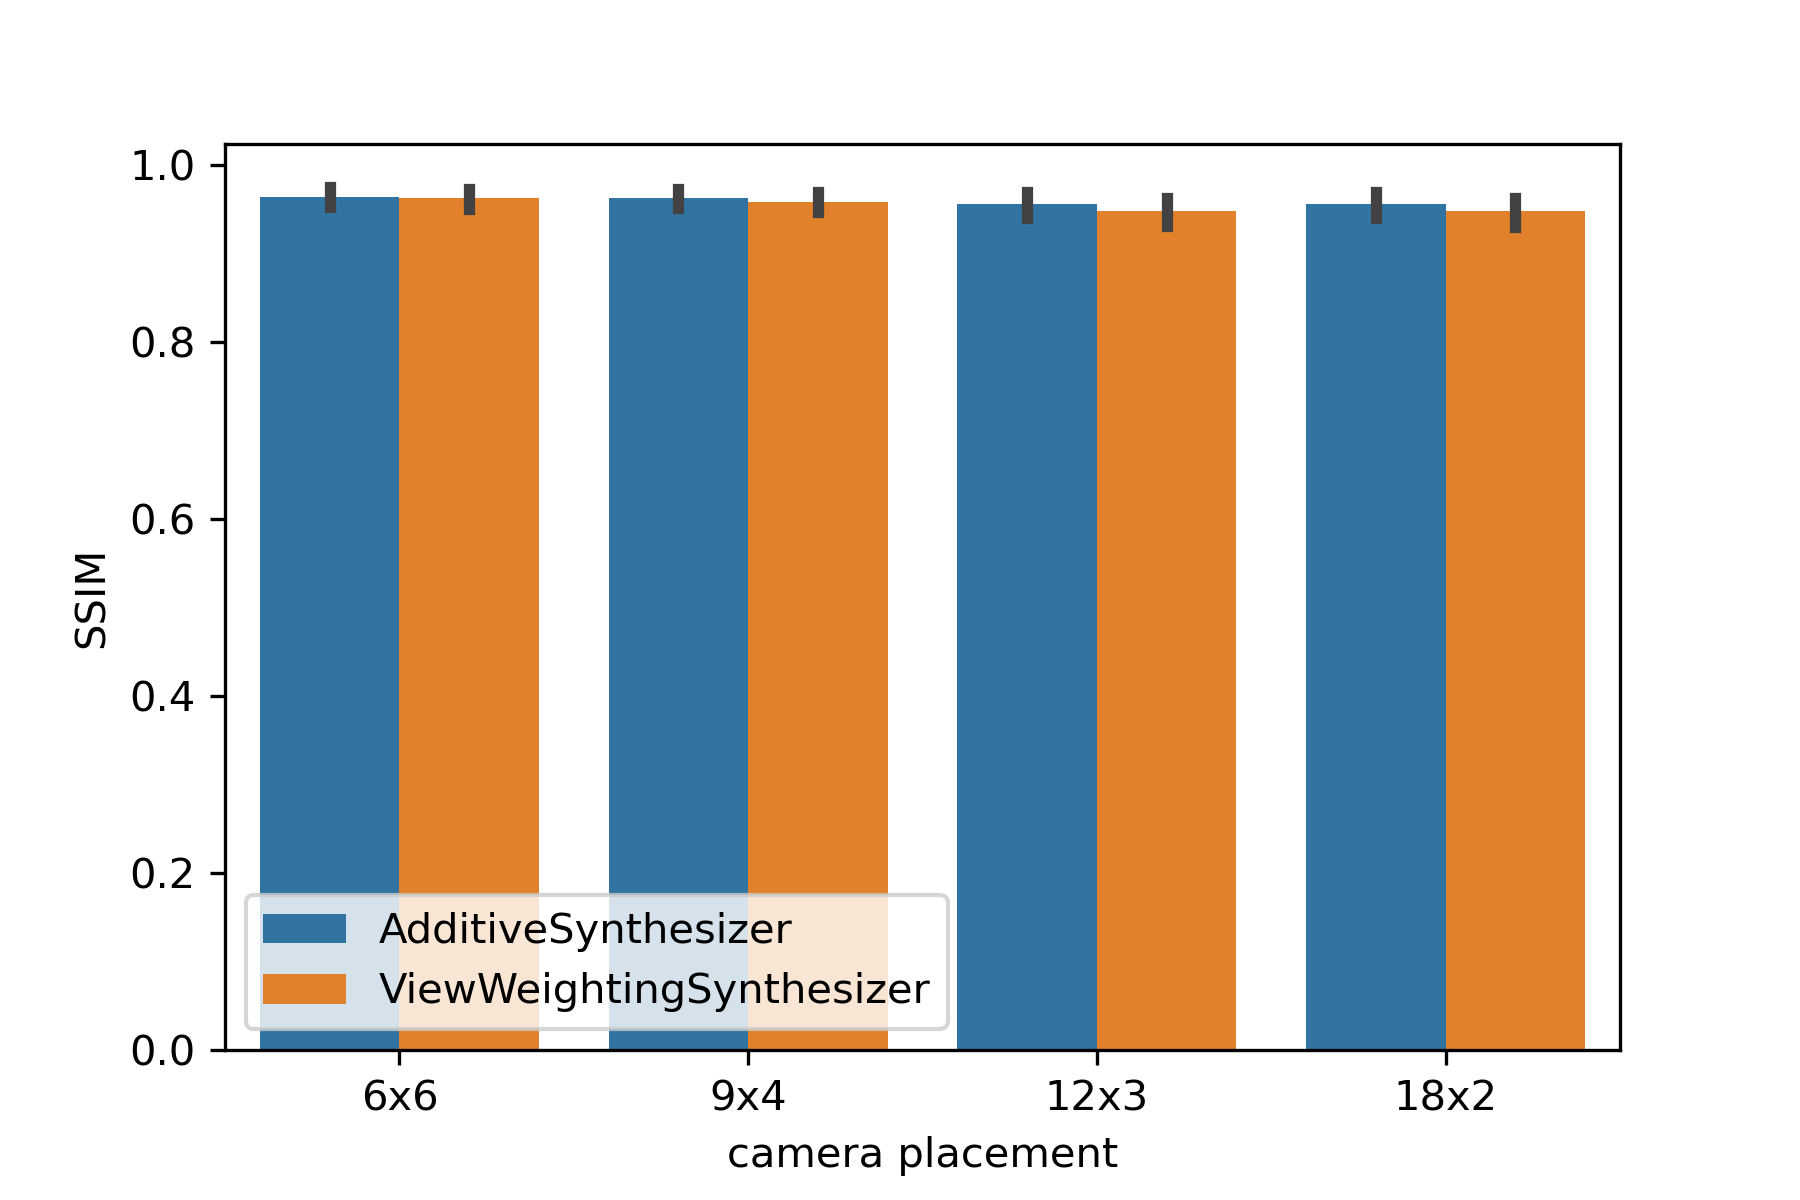 1.0
0.8
0.6
0.4
0.2
0.0
SSIM
AdditiveSynthesizer
ViewWeightingSynthesizer
6x6 9x4 12x3 18x2
camera placement